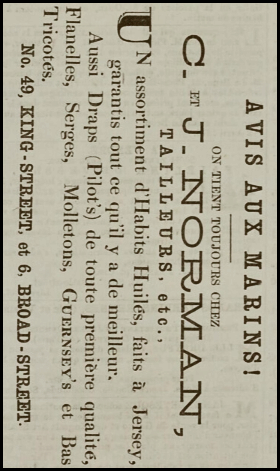 AVIS AUX MARINS!
ON TIENT TOUJOURS CHEZ
C. ET J. NORMAN,
TAILLEURS, etc.,
UN assortiment d'Habits Huilés, faits à Jersey,
garantis tout ce qu'il y a de meilleur.
Aussi Draps (Pilot's) de toute première qualité,
Flanelles, Serges, Molletons, GUERNSEY'S et Bas
Tricotés.
No. 49, KING-STREET, et 6, BROAD-STREET.